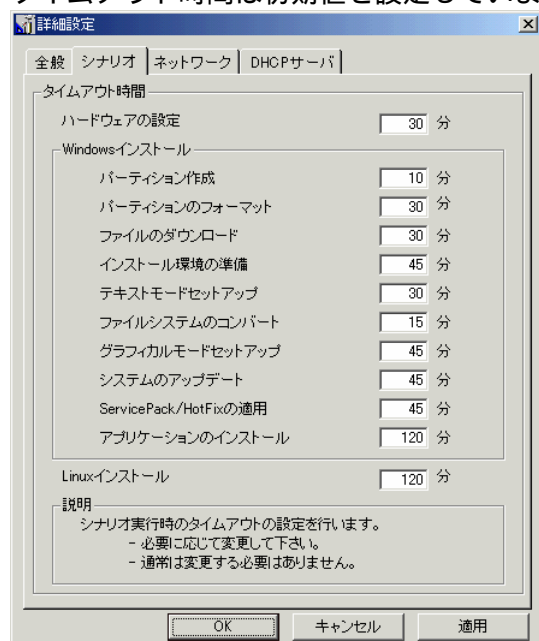 タイムアウト時間は初期値を設定していま
詳細設定
全般 シナリオ ネットワーク DHCPサーバ
タイムアウト時間
ハードウェアの設定 30 分
Windowsインストール
パーティション作成 10 分
パーティションのフォーマット 30 分
ファイルのダウンロード 30 分
インストール環境の準備 45 分
テキストモードセットアップ 30 分
ファイルシステムのコンバート 15 分
グラフィカルモードセットアップ 45 分
システムのアップデート 45 分
ServicePack/HotFixの適用 45 分
アプリケーションのインストール 120 分
Linuxインストール 120 分
説明
シナリオ実行時のタイムアウトの設定を行います。
- 必要に応じて変更して下さい。
- 通常は変更する必要はありません。
OK キャンセル 適用